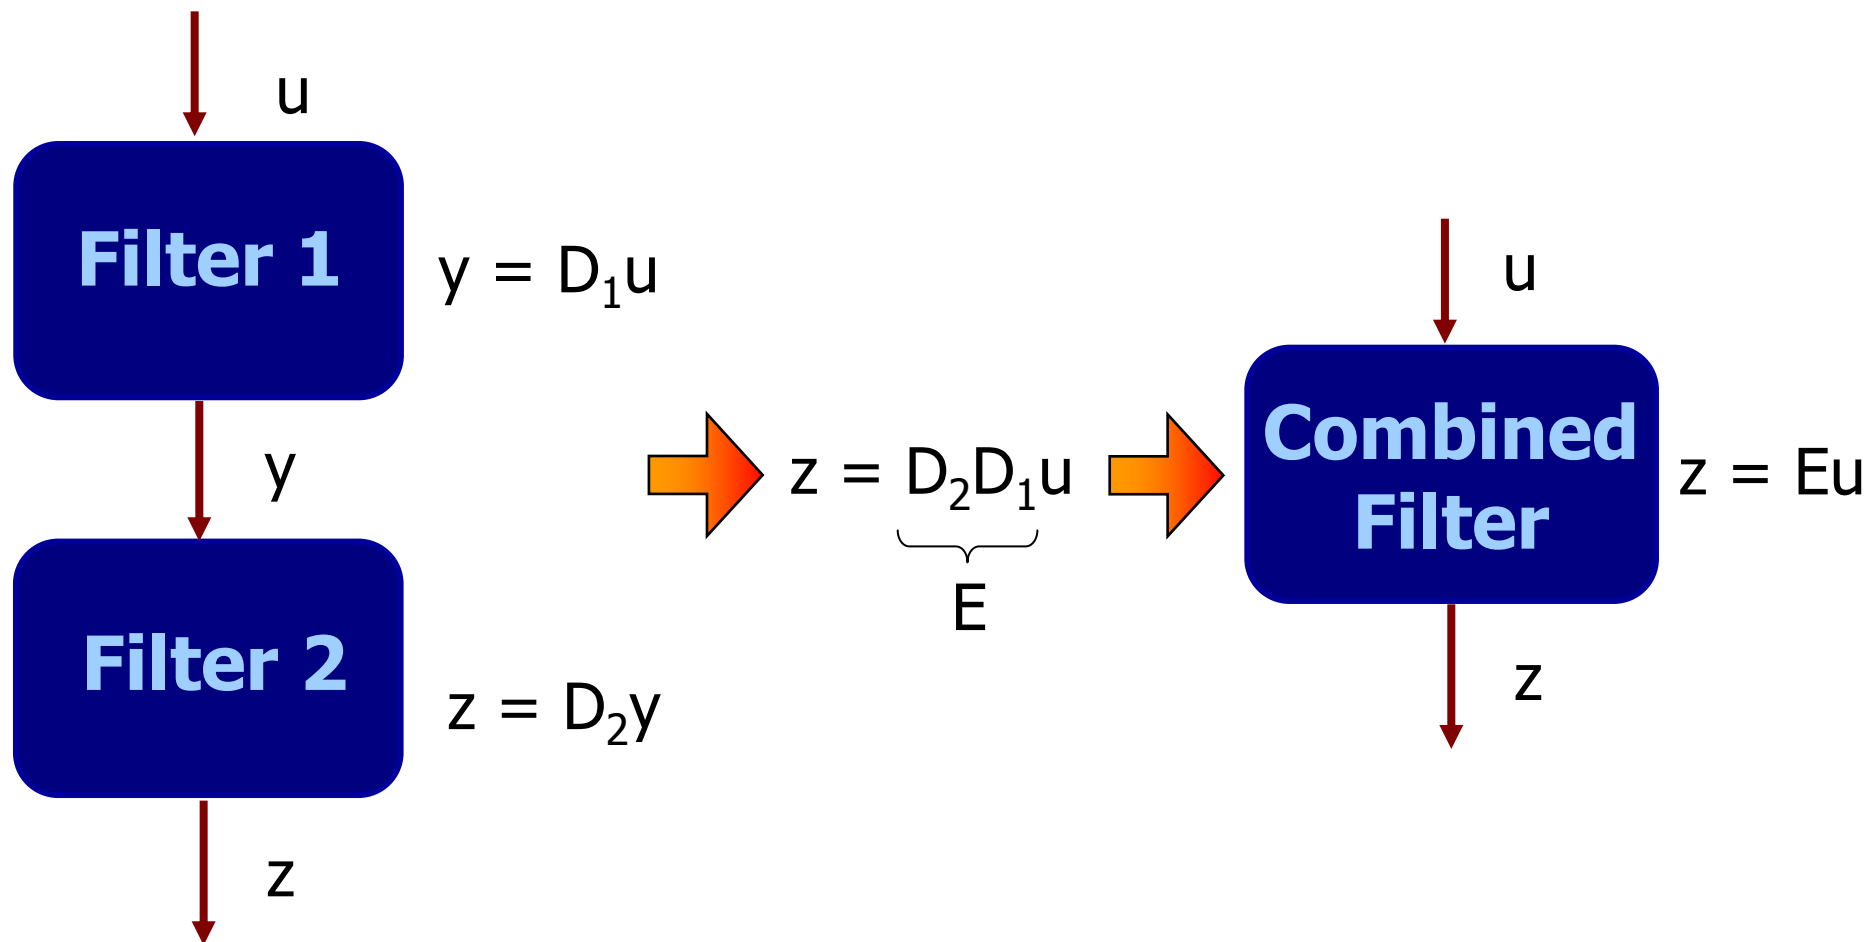 u
Filter 1
y = D₁u
y
Filter 2
z = D₂y
z
z = D₂D₁u
E
u
Combined
Filter
z = Eu
z